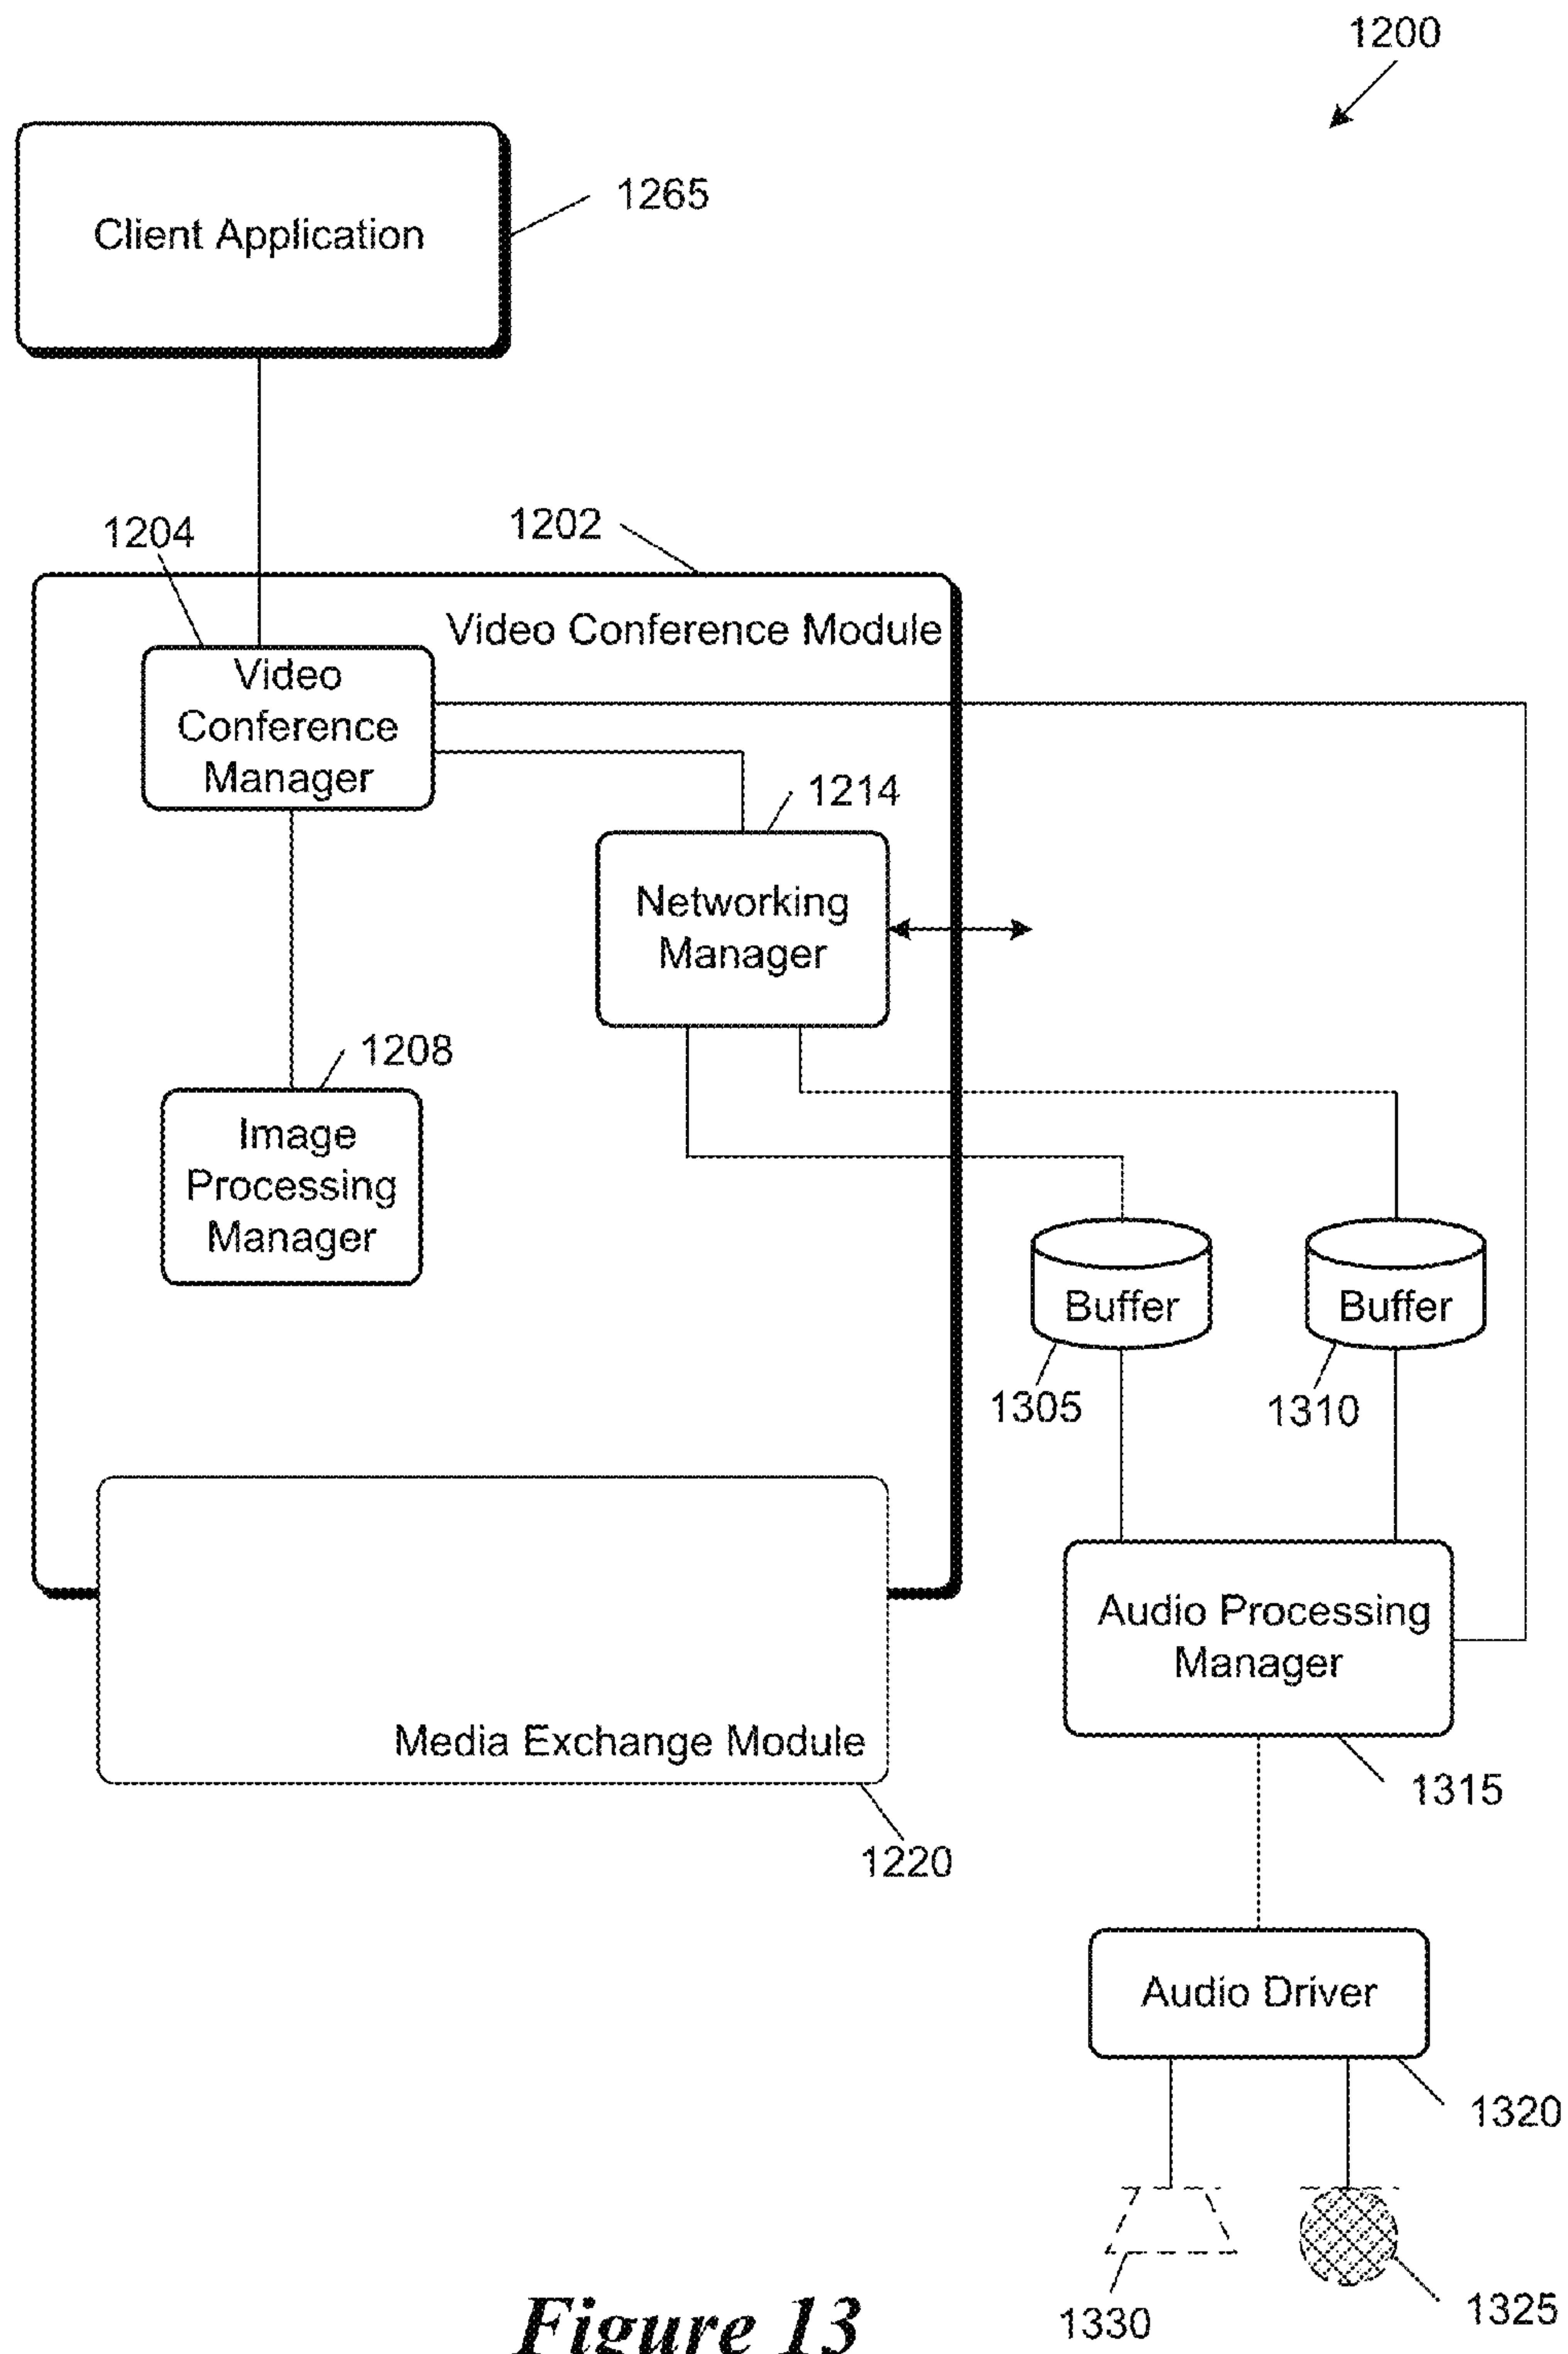 1200
Client Application
1265
1204
1202
Video Conference Module
Video
Conference
Manager
1214
Networking
Manager
1208
Image
Processing
Manager
Buffer
Buffer
1305
1310
Audio Processing
Manager
Media Exchange Module
1315
1220
Audio Driver
1320
1330
1325
Figure 13